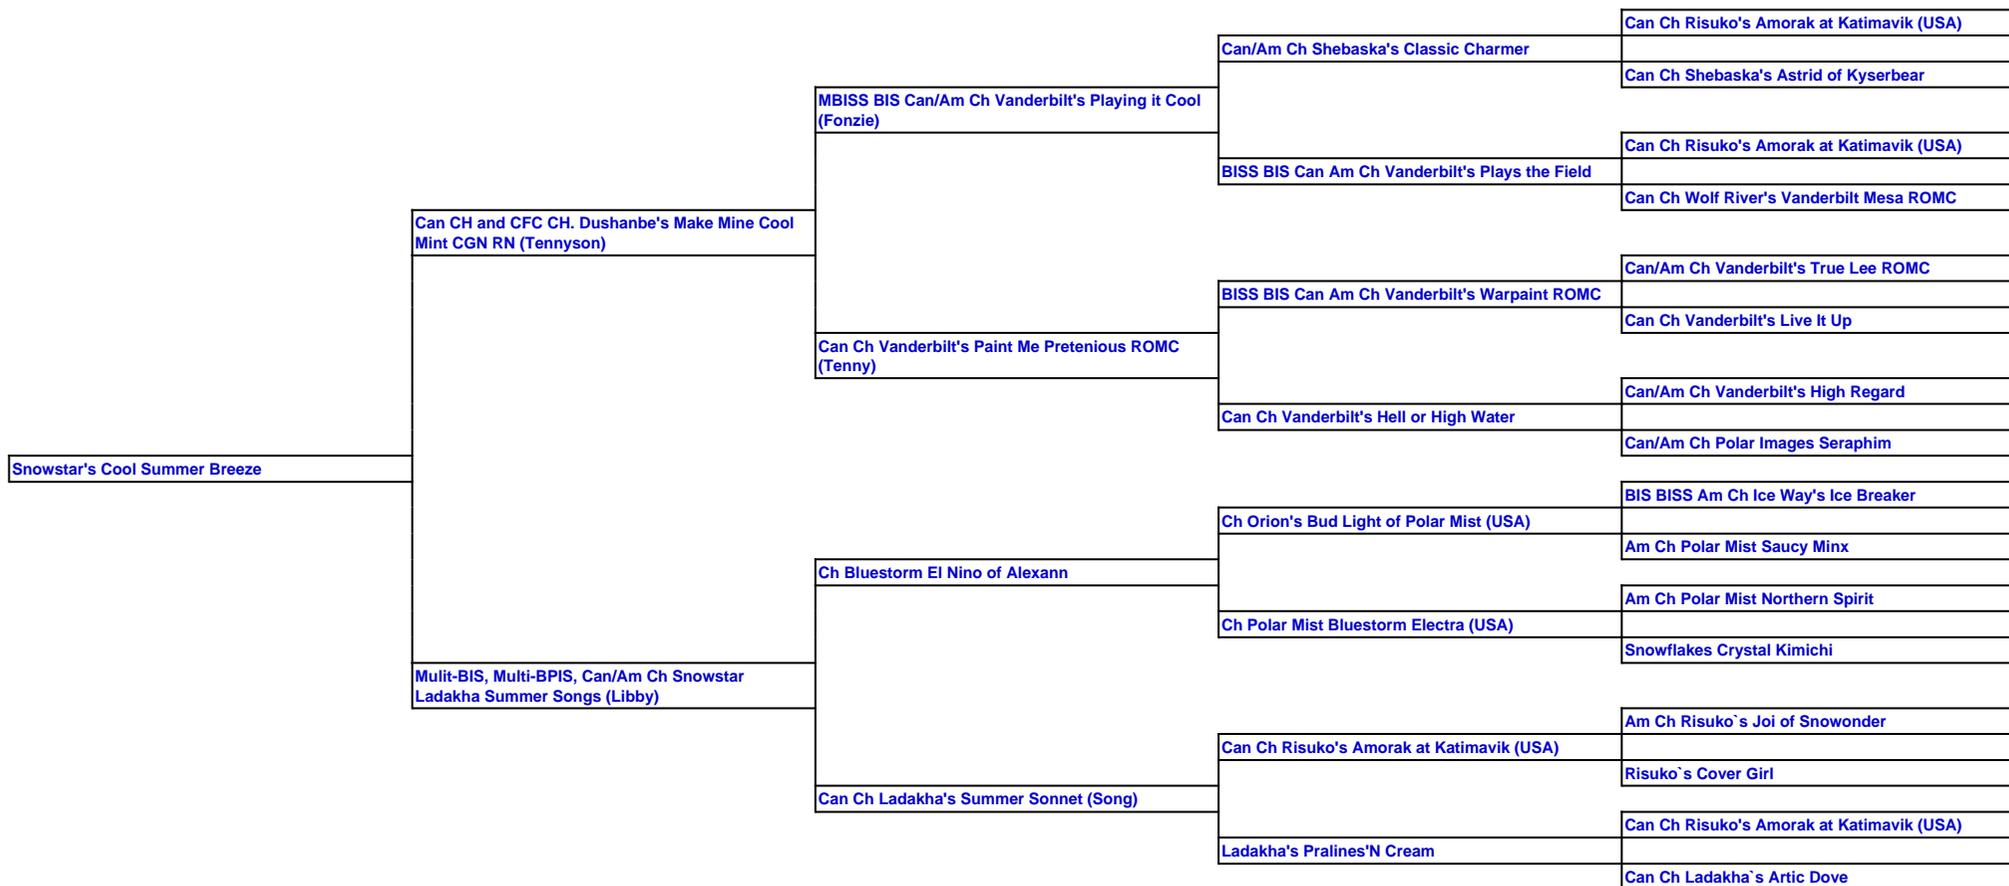 Can Ch Risuko's Amorak at Katimavik (USA)
Can/Am Ch Shebaska's Classic Charmer
Can Ch Shebaska's Astrid of Kyserbear
MBISS BIS Can/Am Ch Vanderbilt's Playing it Cool
(Fonzie)
Can Ch Risuko's Amorak at Katimavik (USA)
BISS BIS Can Am Ch Vanderbilt's Plays the Field
Can Ch Wolf River's Vanderbilt Mesa ROMC
Can CH and CFC CH. Dushanbe's Make Mine Cool
Mint CGN RN (Tennyson)
Can/Am Ch Vanderbilt's True Lee ROMC
BISS BIS Can Am Ch Vanderbilt's Warpaint ROMC
Can Ch Vanderbilt's Live It Up
Can Ch Vanderbilt's Paint Me Pretenious ROMC
(Tenny)
Can/Am Ch Vanderbilt's High Regard
Can Ch Vanderbilt's Hell or High Water
Can/Am Ch Polar Images Seraphim
Snowstar's Cool Summer Breeze
BIS BISS Am Ch Ice Way's Ice Breaker
Ch Orion's Bud Light of Polar Mist (USA)
Am Ch Polar Mist Saucy Minx
Ch Bluestorm El Nino of Alexann
Am Ch Polar Mist Northern Spirit
Ch Polar Mist Bluestorm Electra (USA)
Snowflakes Crystal Kimichi
Mulit-BIS, Multi-BPIS, Can/Am Ch Snowstar
Ladakha Summer Songs (Libby)
Am Ch Risuko`s Joi of Snowonder
Can Ch Risuko's Amorak at Katimavik (USA)
Risuko`s Cover Girl
Can Ch Ladakha's Summer Sonnet (Song)
Can Ch Risuko's Amorak at Katimavik (USA)
Ladakha's Pralines'N Cream
Can Ch Ladakha`s Artic Dove